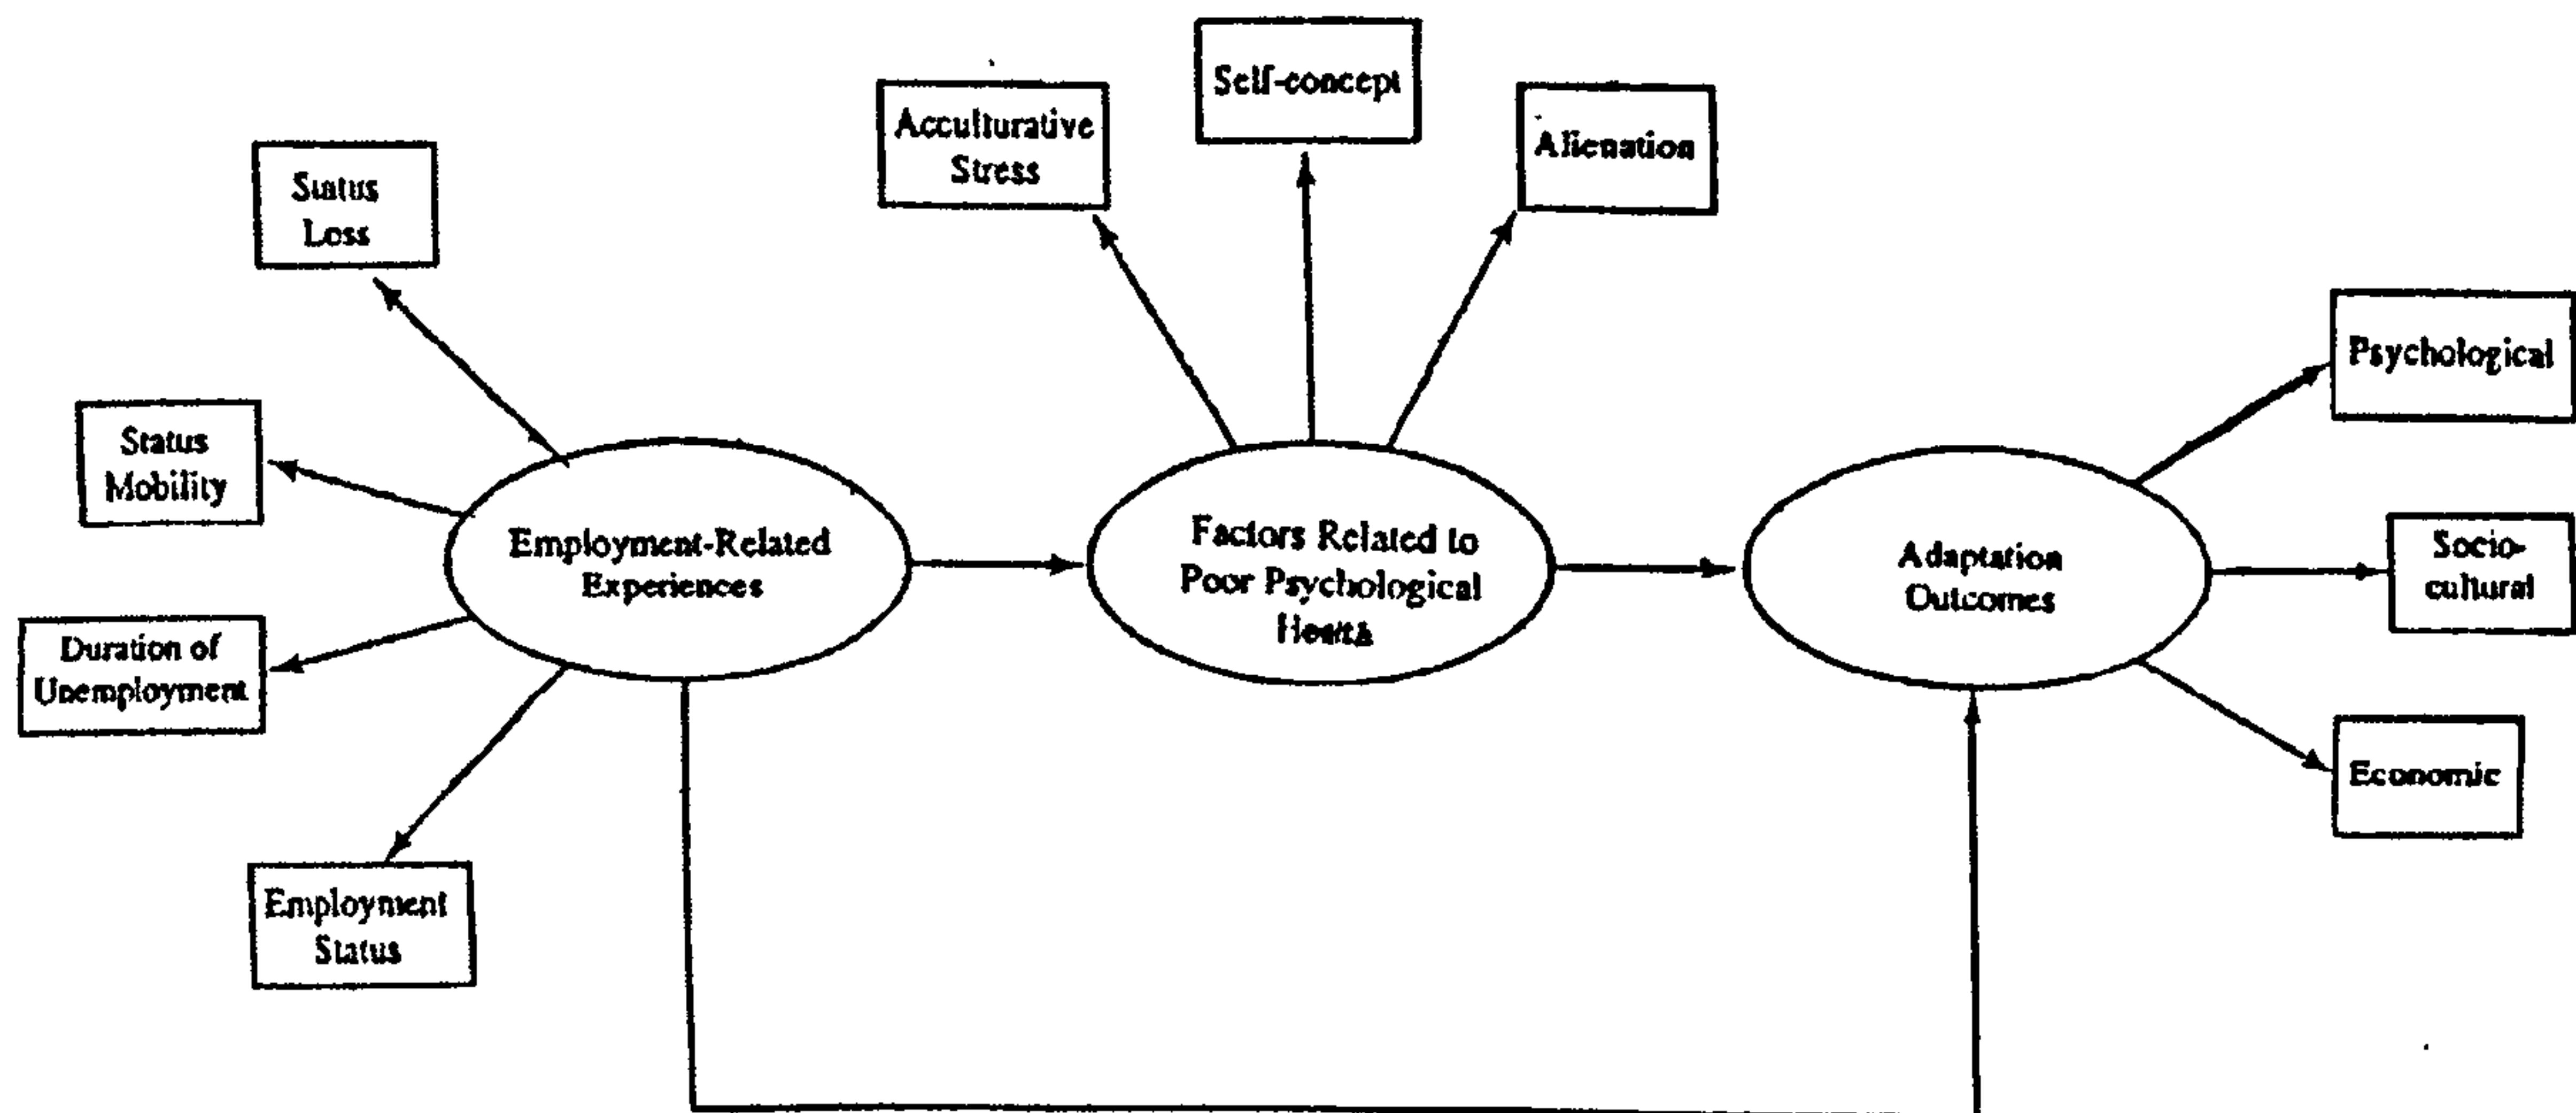 Self-concept
Acculturative
Stress
Alienation
Status
Loss
Psychological
Status
Mobility
Employment-Related
Experiences
Factors Related to
Poor Psychological
Health
Adaptation
Outcomes
Socio-
cultural
Duration of
Unemployment
Economic
Employment
Status